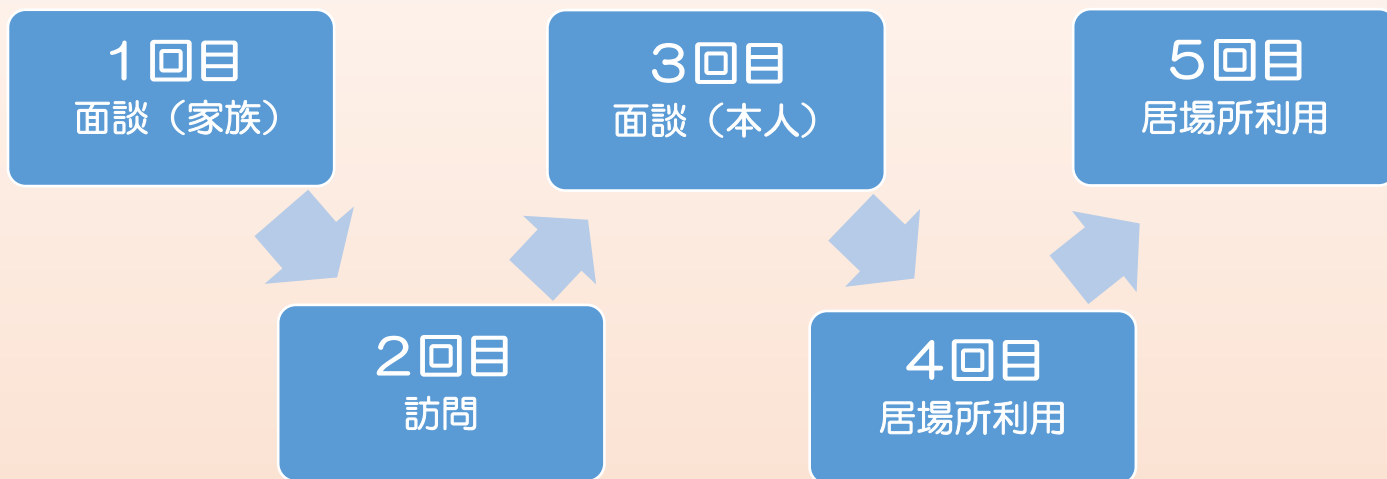 1回目
面談（家族）
2回目
訪問
3回目
面談（本人）
4回目
居場所利用
5回目
居場所利用